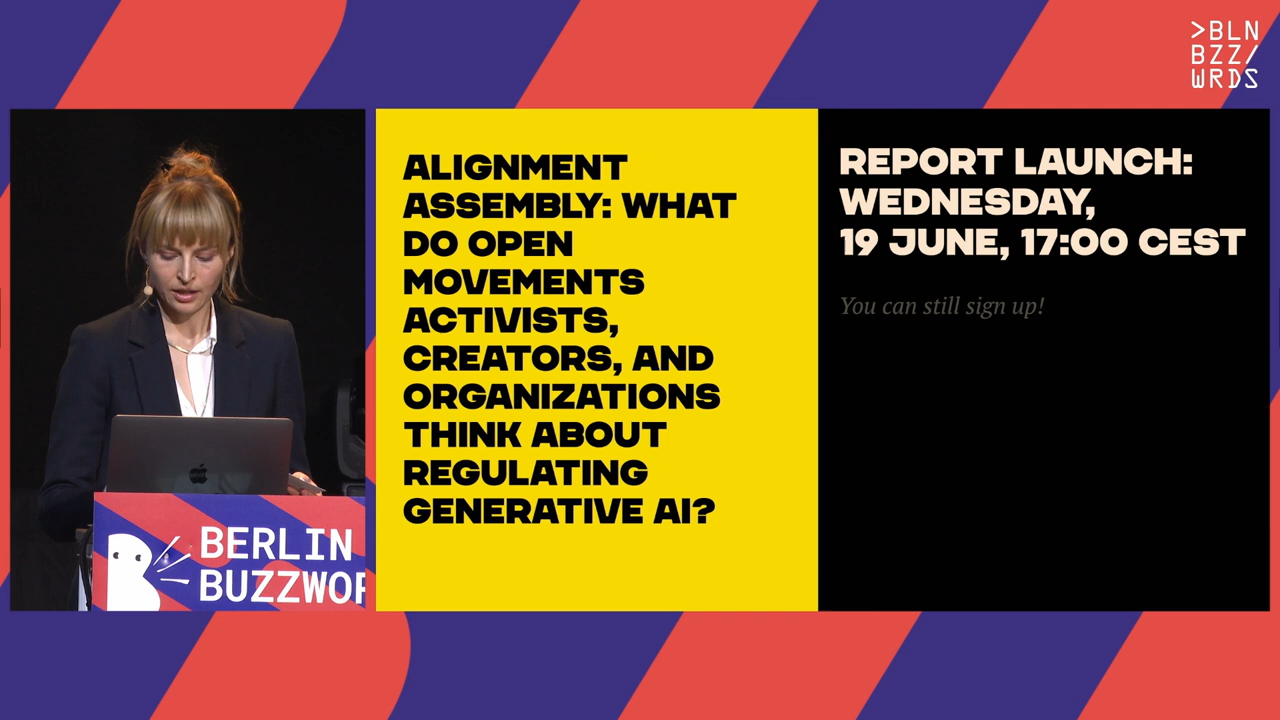 >BLN
BZZ/
WRDS
ALIGNMENT
ASSEMBLY: WHAT
DO OPEN
MOVEMENTS
ACTIVISTS,
CREATORS, AND
ORGANIZATIONS
THINK ABOUT
REGULATING
GENERATIVE AI?
REPORT LAUNCH:
WEDNESDAY,
19 JUNE, 17:00 CEST
You can still sign up!
BERLIN
BUZZWOR